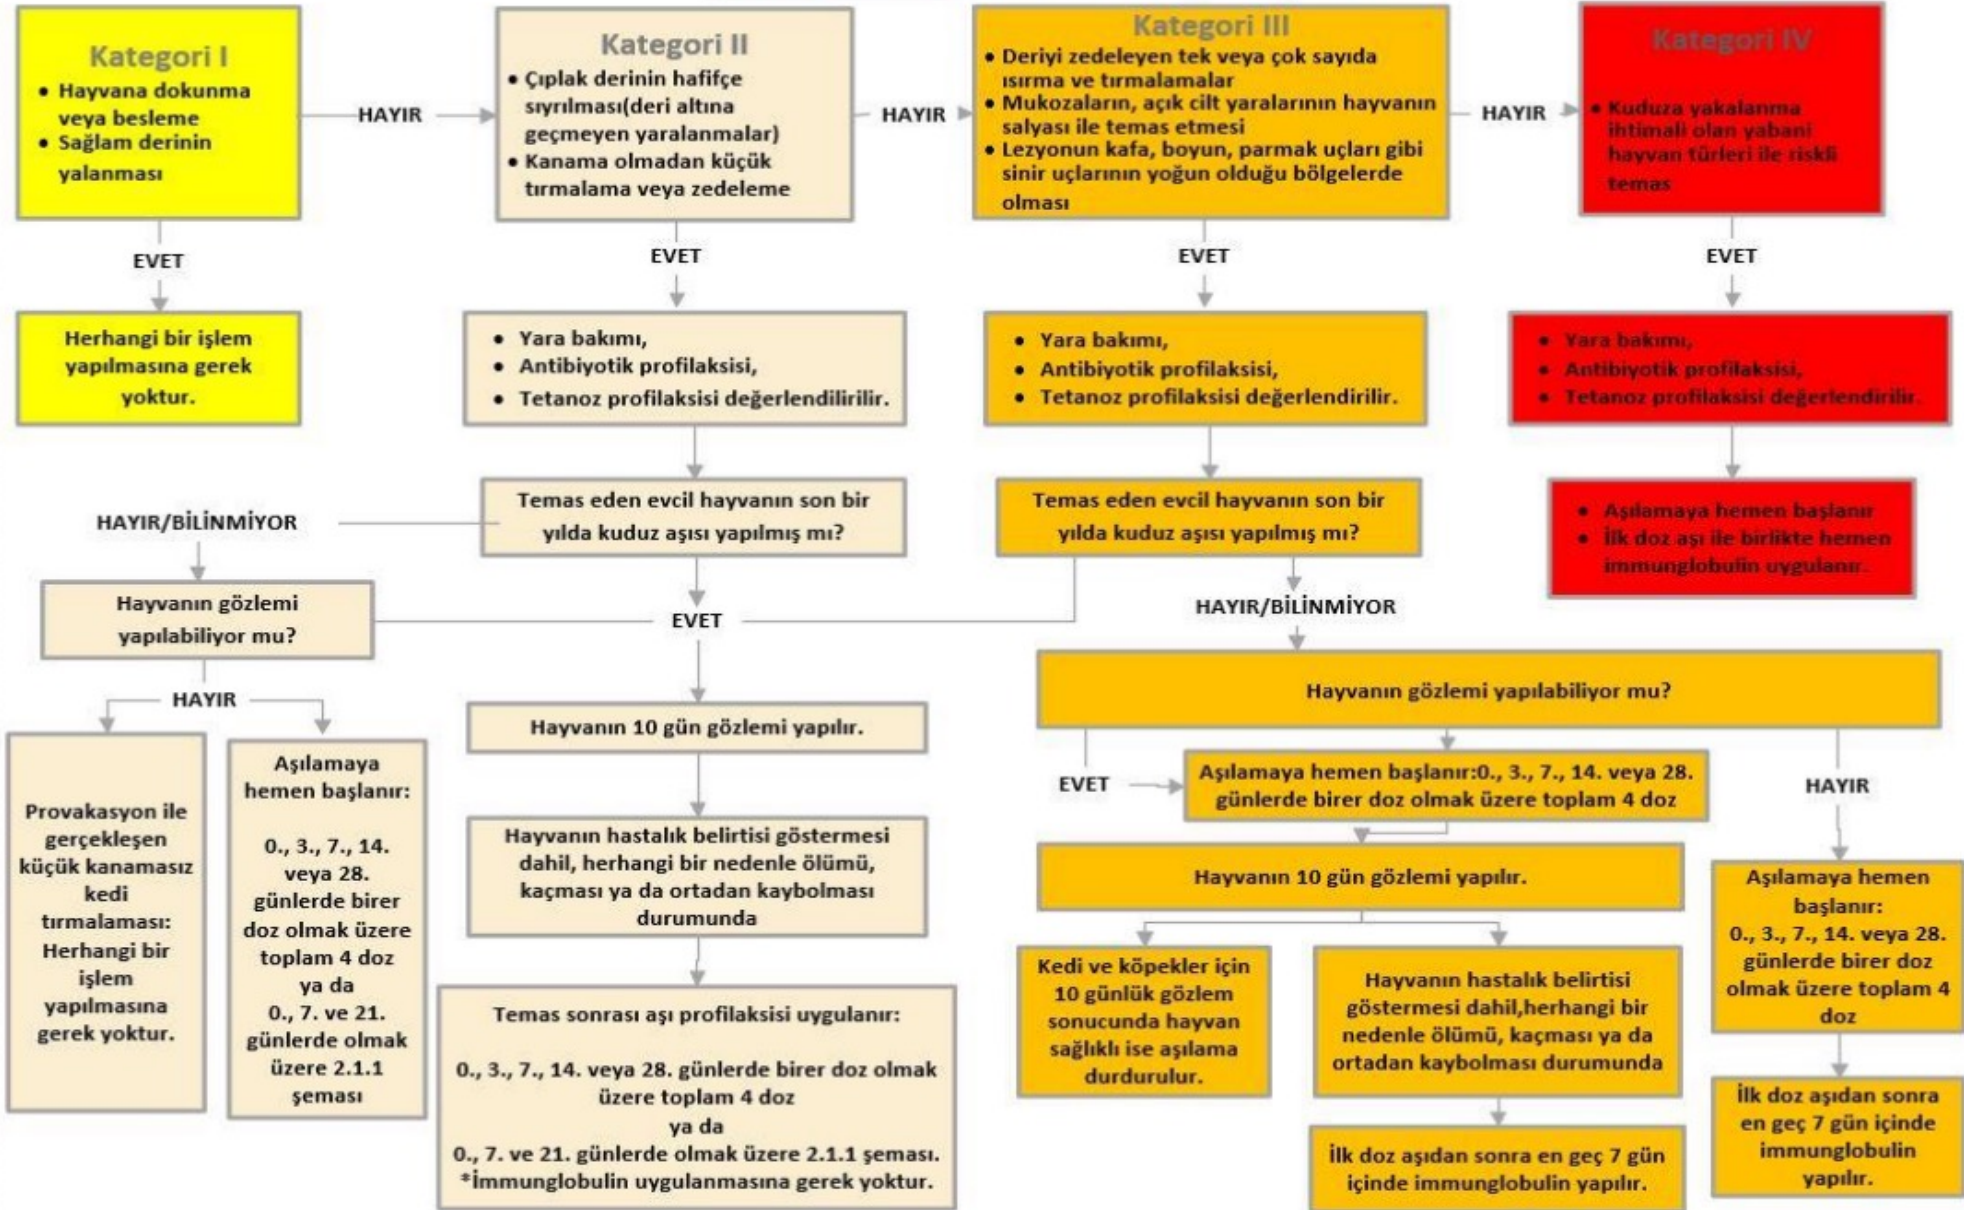 Kategori I
• Hayvana dokunma
veya besleme
• Sağlam derinin
yalanması
HAYIR
Kategori II
• Çıplak derinin hafifçe
sıyrılması(deri altına
geçmeyen yaralanmalar)
• Kanama olmadan küçük
tırmalama veya zedeleme
HAYIR
Kategori III
• Deriyi zedeleyen tek veya çok sayıda
ısırma ve tırmalamalar
• Mukozaların, açık cilt yaralarının hayvanın
salyası ile temas etmesi
• Lezyonun kafa, boyun, parmak uçları gibi
sinir uçlarının yoğun olduğu bölgelerde
olması
HAYIR
Kategori IV
• Kuduza yakalanma
ihtimali olan yabani
hayvan türleri ile riskli
temas
EVET
EVET
EVET
EVET
Herhangi bir işlem
yapılmasına gerek
yoktur.
• Yara bakımı,
• Antibiyotik profilaksisi,
• Tetanoz profilaksisi değerlendililirilir.
• Yara bakımı,
• Antibiyotik profilaksisi,
• Tetanoz profilaksisi değerlendirilir.
• Yara bakımı,
• Antibiyotik profilaksisi,
• Tetanoz profilaksisi değerlendirilir.
HAYIR/BİLİNMİYOR
Temas eden evcil hayvanın son bir
yılda kuduz aşısı yapılmış mı?
Temas eden evcil hayvanın son bir
yılda kuduz aşısı yapılmış mı?
• Aşılamaya hemen başlanır
• İlk doz aşı ile birlikte hemen
immunglobulin uygulanır.
Hayvanın gözlemi
yapılabiliyor mu?
EVET
HAYIR/BİLİNMİYOR
HAYIR
Hayvanın 10 gün gözlemi yapılır.
Hayvanın gözlemi yapılabiliyor mu?
Provakasyon ile
gerçekleşen
küçük kanamasız
kedi
tırmalaması:
Herhangi bir
işlem
yapılmasına
gerek yoktur.
Aşılamaya
hemen başlanır:
0., 3., 7., 14.
veya 28.
günlerde birer
doz olmak üzere
toplam 4 doz
ya da
0., 7. ve 21.
günlerde olmak
üzere 2.1.1
şeması
Hayvanın hastalık belirtisi göstermesi
dahil, herhangi bir nedenle ölümü,
kaçması ya da ortadan kaybolması
durumunda
Temas sonrası aşı profilaksisi uygulanır:
0., 3., 7., 14. veya 28. günlerde birer doz olmak
üzere toplam 4 doz
ya da
0., 7. ve 21. günlerde olmak üzere 2.1.1 şeması.
*İmmunglobulin uygulanmasına gerek yoktur.
EVET
Aşılamaya hemen başlanır:0., 3., 7., 14. veya 28.
günlerde birer doz olmak üzere toplam 4 doz
HAYIR
Hayvanın 10 gün gözlemi yapılır.
Kedi ve köpekler için
10 günlük gözlem
sonucunda hayvan
sağlıklı ise aşılama
durdurulur.
Hayvanın hastalık belirtisi
göstermesi dahil,herhangi bir
nedenle ölümü, kaçması ya da
ortadan kaybolması durumunda
İlk doz aşıdan sonra en geç 7 gün
içinde immunglobulin yapılır.
Aşılamaya hemen
başlanır:
0., 3., 7., 14. veya 28.
günlerde birer doz
olmak üzere toplam 4
doz
İlk doz aşıdan sonra
en geç 7 gün içinde
immunglobulin
yapılır.